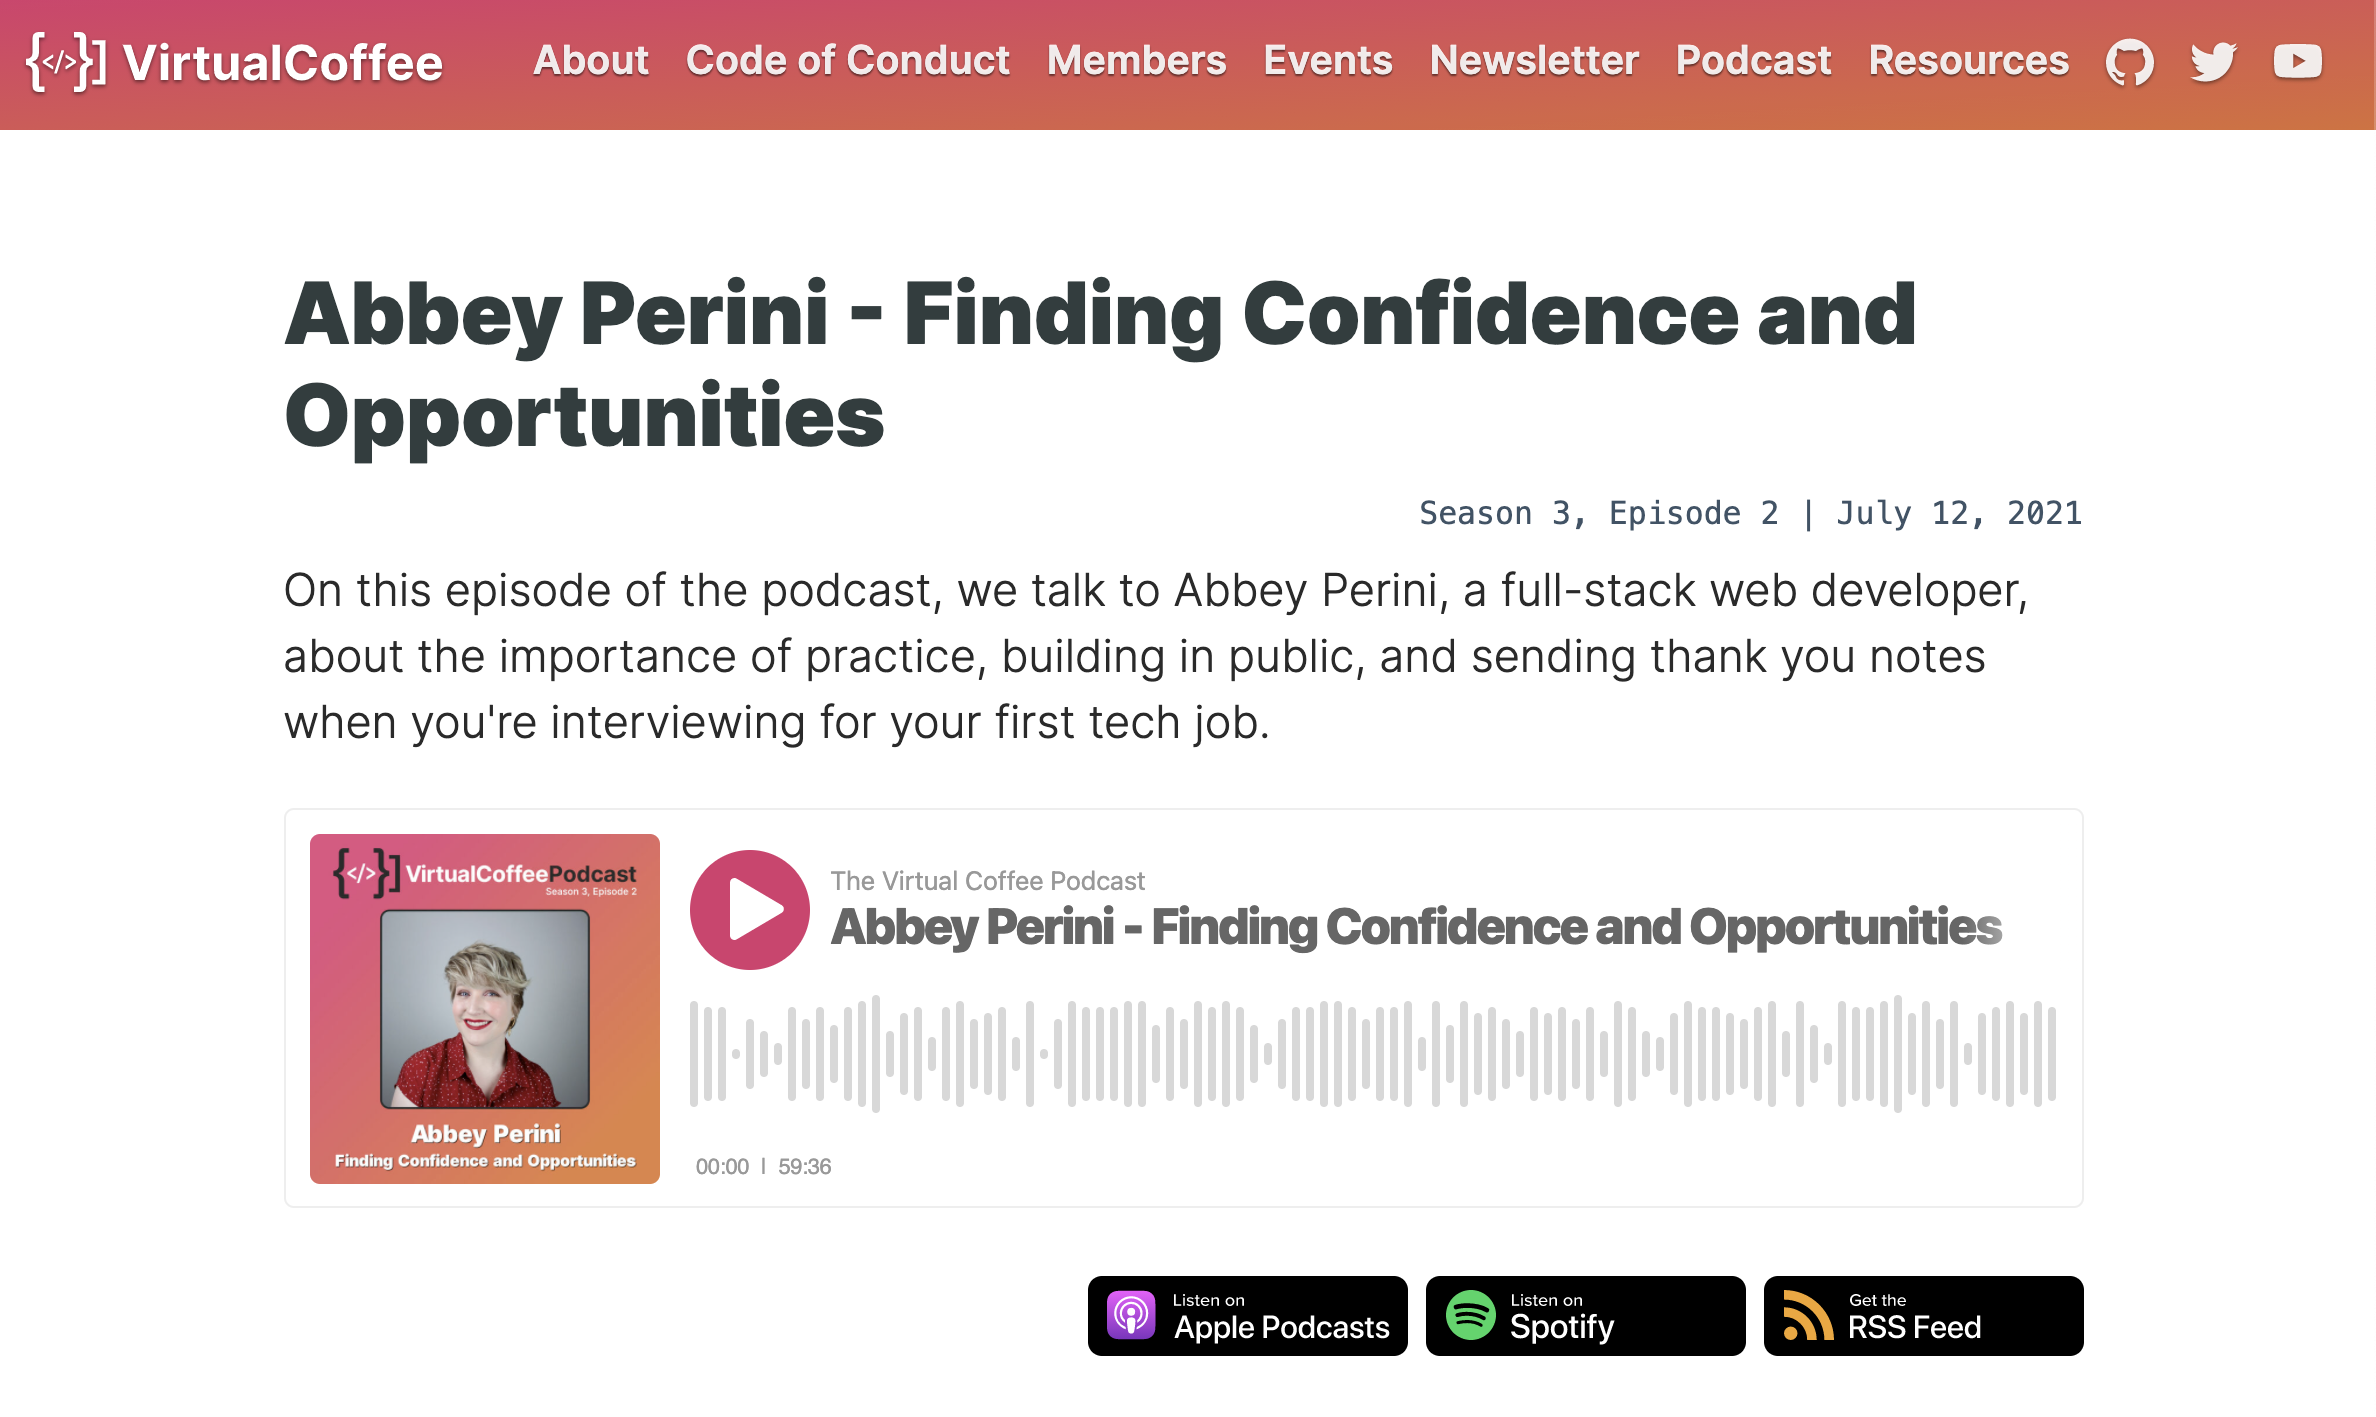 {</>}] VirtualCoffee About Code of Conduct Members Events Newsletter Podcast Resources
Abbey Perini - Finding Confidence and
Opportunities
Season 3, Episode 2 | July 12, 2021
On this episode of the podcast, we talk to Abbey Perini, a full-stack web developer,
about the importance of practice, building in public, and sending thank you notes
when you're interviewing for your first tech job.
{</>}] VirtualCoffeePodcast
Season 3, Episode 2
Abbey Perini
Finding Confidence and Opportunities
The Virtual Coffee Podcast
Abbey Perini - Finding Confidence and Opportunities
00:00 | 59:36
Listen on
Apple Podcasts
Listen on
Spotify
Get the
RSS Feed